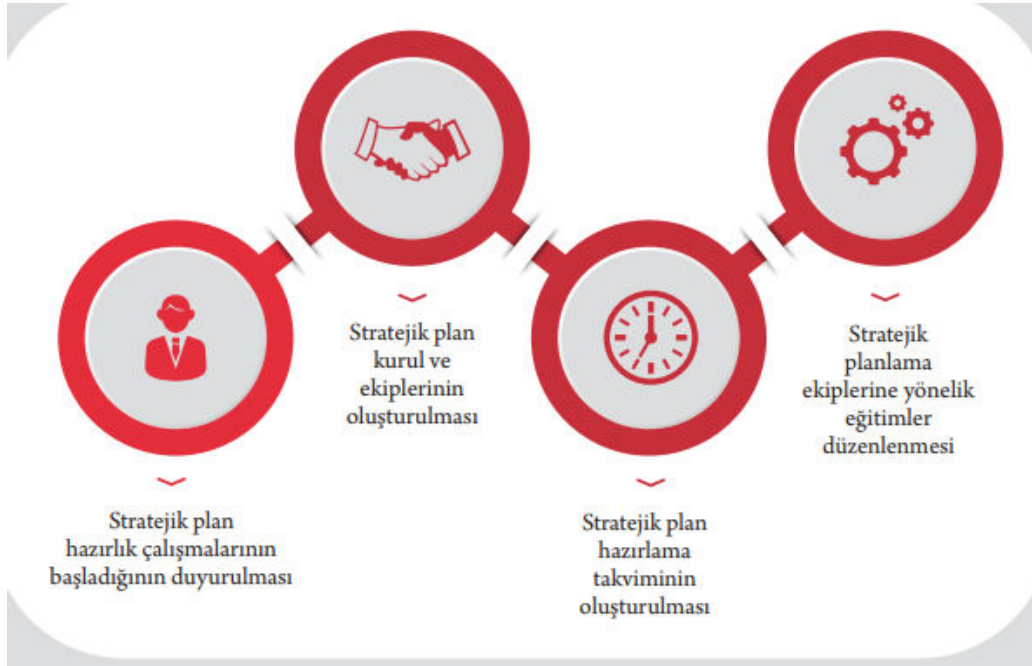 Stratejik plan
hazırlık çalışmalarının
başladığının duyurulması
Stratejik plan
kurul ve
ekiplerinin
oluşturulması
Stratejik plan
hazırlama
takviminin
oluşturulması
Stratejik
planlama
ekiplerine yönelik
eğitimler
düzenlenmesi